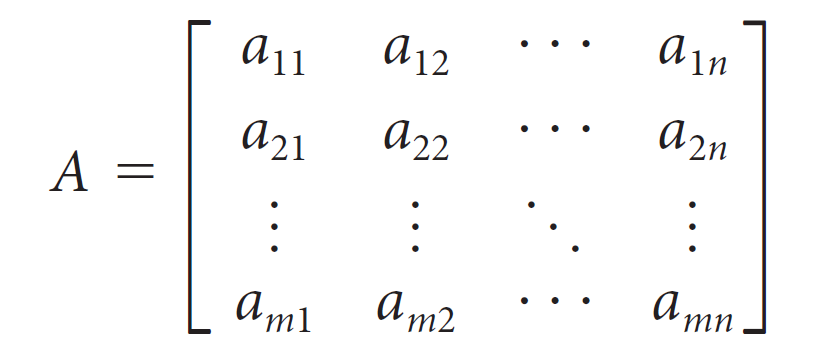 A = [ a₁₁ a₁₂ ⋯ a₁ₙ
a₂₁ a₂₂ ⋯ a₂ₙ
⋮ ⋮ ⋱ ⋮
aₘ₁ aₘ₂ ⋯ aₘₙ ]